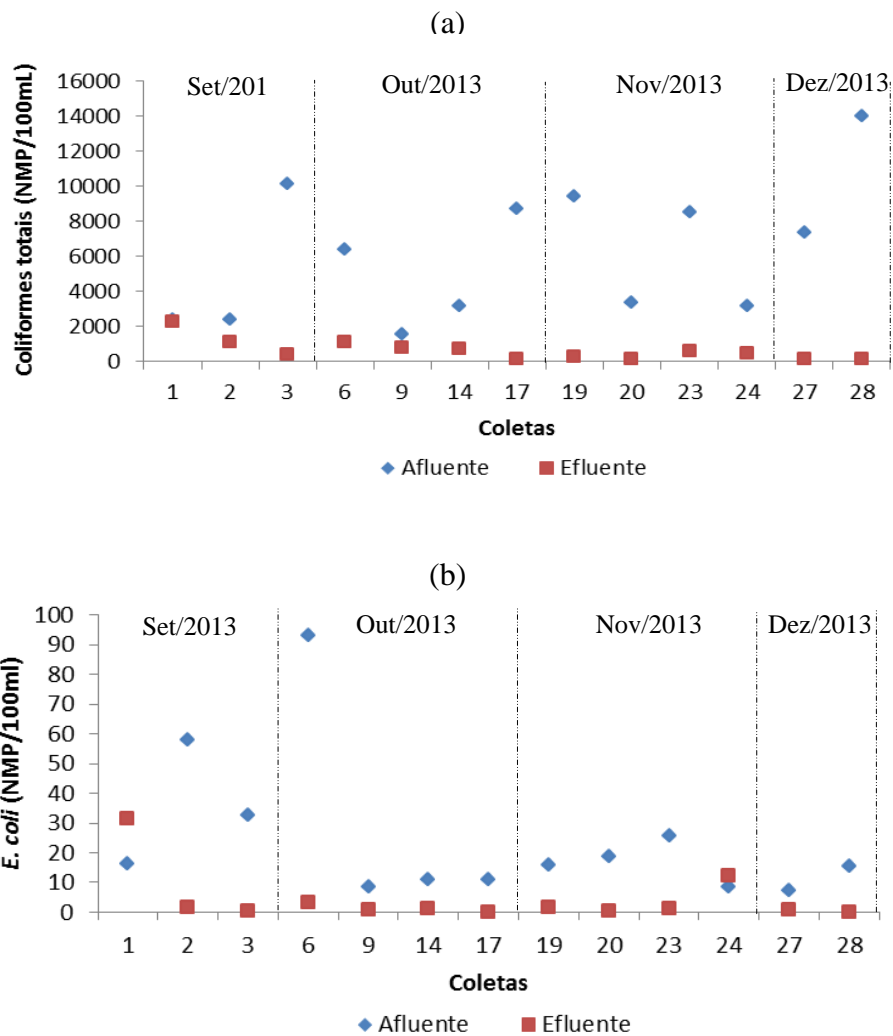 (a)
Set/201 Out/2013 Nov/2013 Dez/2013
Coliformes totais (NMP/100mL)
16000
14000
12000
10000
8000
6000
4000
2000
0
1 2 3 6 9 14 17 19 20 23 24 27 28
Coletas
Afluente Efluente
(b)
Set/2013 Out/2013 Nov/2013 Dez/2013
E. coli (NMP/100ml)
100
90
80
70
60
50
40
30
20
10
0
1 2 3 6 9 14 17 19 20 23 24 27 28
Coletas
Afluente Efluente